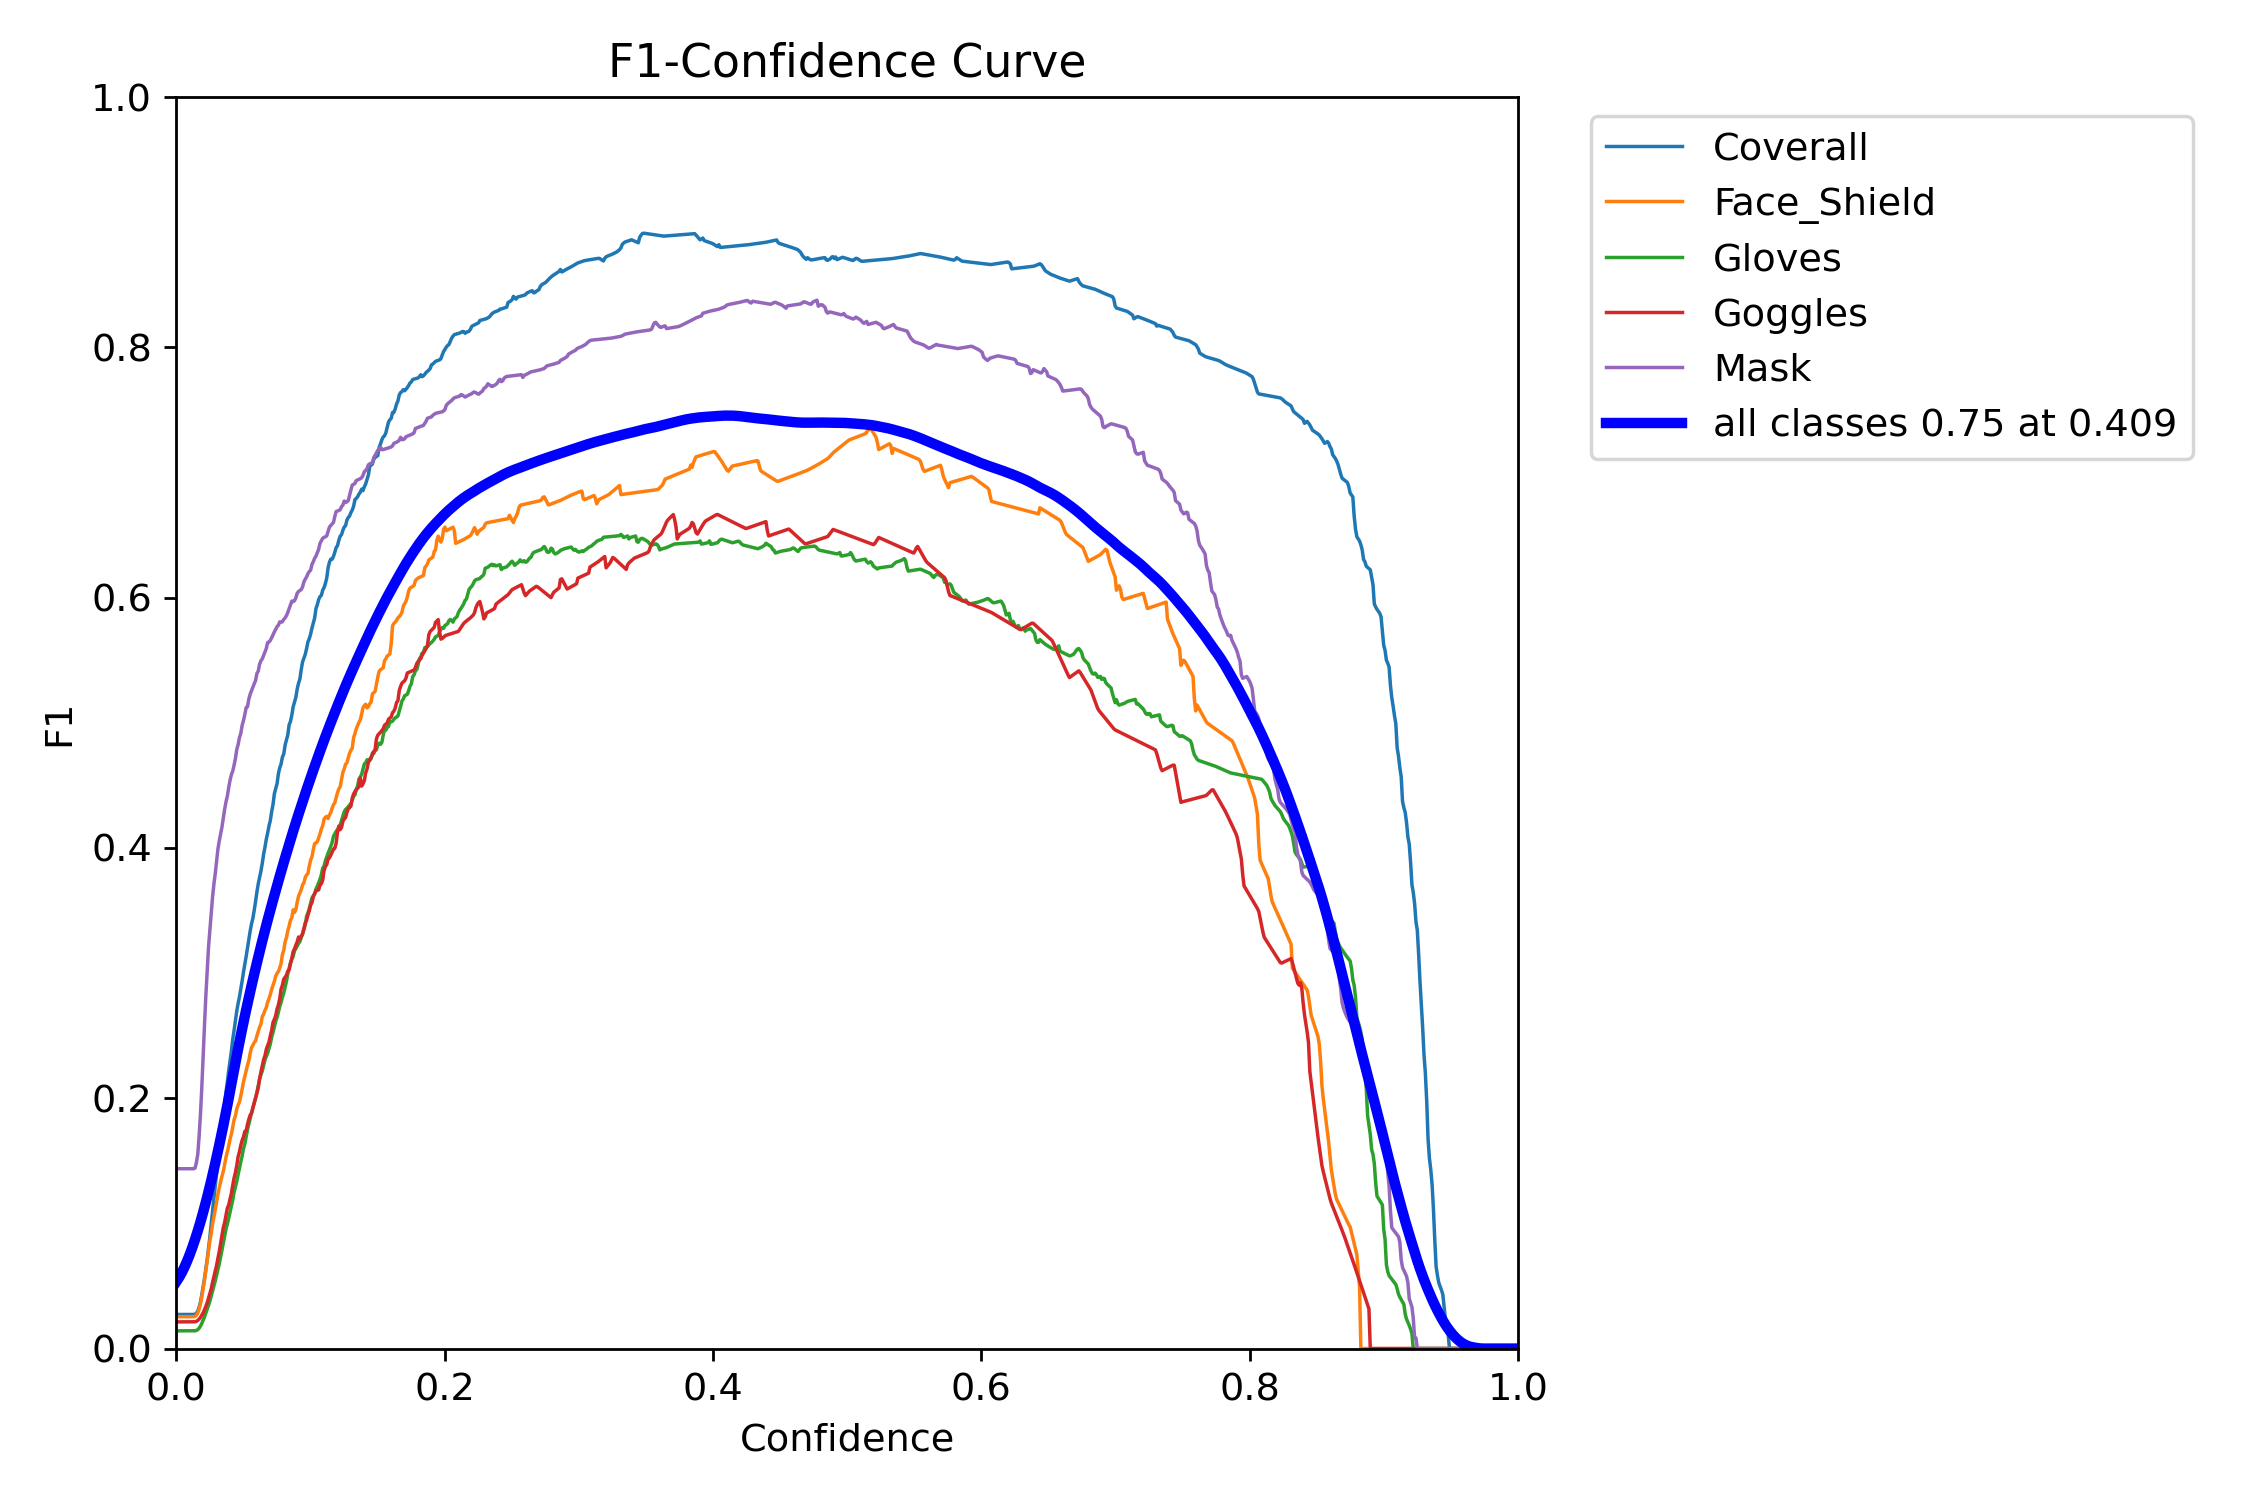 F1-Confidence Curve
1.0
0.8
0.6
0.4
0.2
0.0
F1
0.0 0.2 0.4 0.6 0.8 1.0
Confidence
Coverall
Face_Shield
Gloves
Goggles
Mask
all classes 0.75 at 0.409